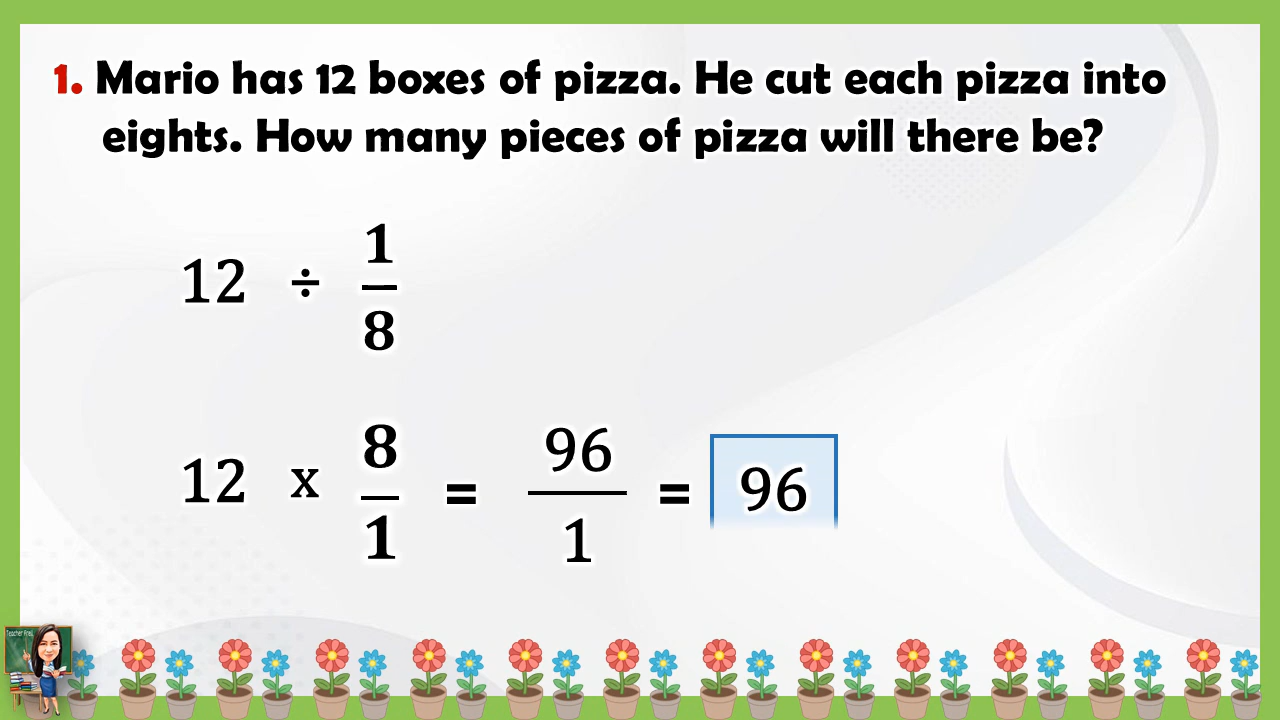 1. Mario has 12 boxes of pizza. He cut each pizza into
eights. How many pieces of pizza will there be?
12 ÷ 1/8
12 x 8/1 = 96/1 = 96